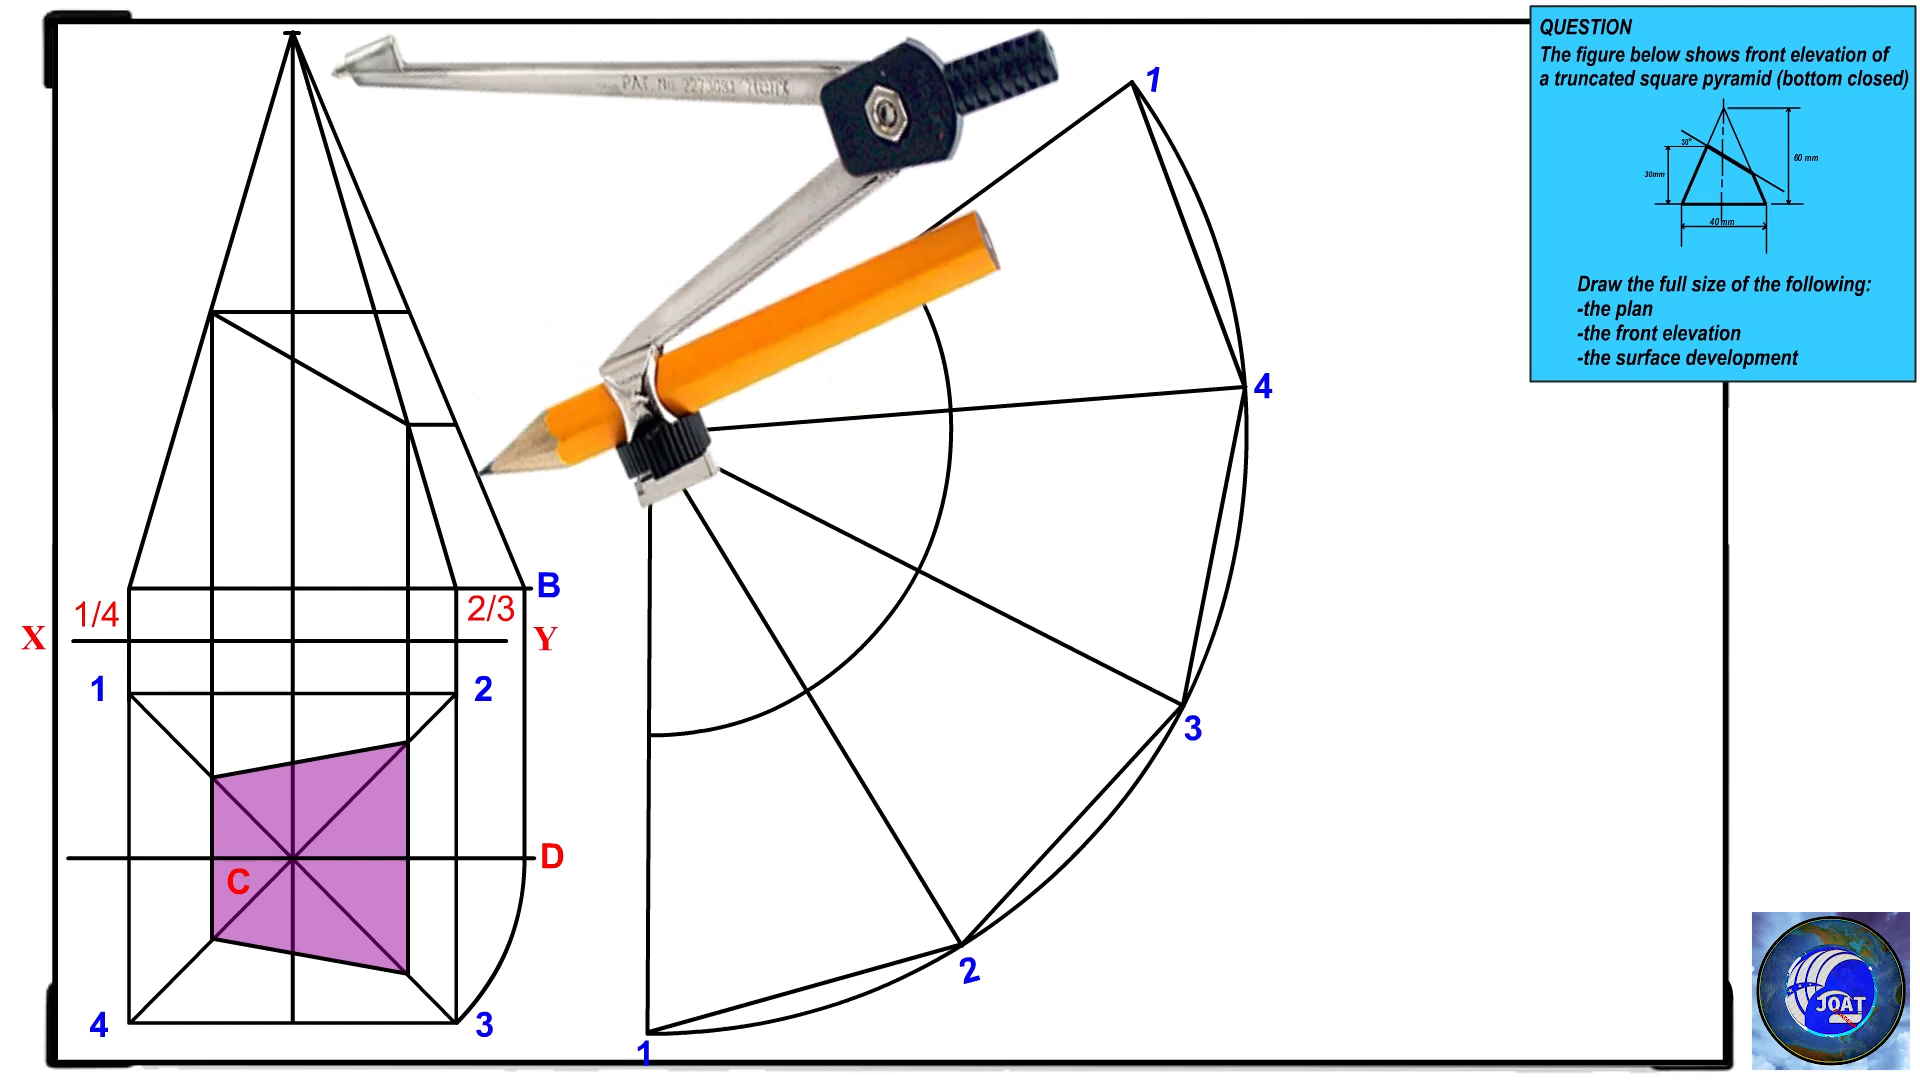 QUESTION
The figure below shows front elevation of
a truncated square pyramid (bottom closed)
30°
30mm
60 mm
40 mm
Draw the full size of the following:
-the plan
-the front elevation
-the surface development
PAT No
1
4
3
2
1
B
1/4
2/3
X
Y
1
2
C
D
4
3
JOAT